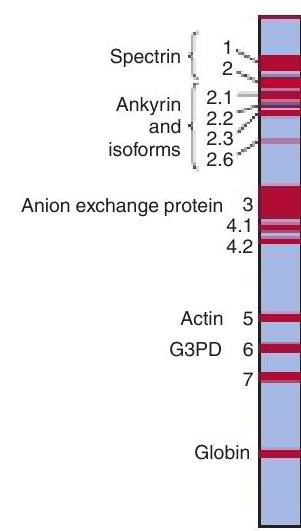 Spectrin
1
2
Ankyrin
and
isoforms
2.1
2.2
2.3
2.6
Anion exchange protein 3
4.1
4.2
Actin 5
G3PD 6
7
Globin